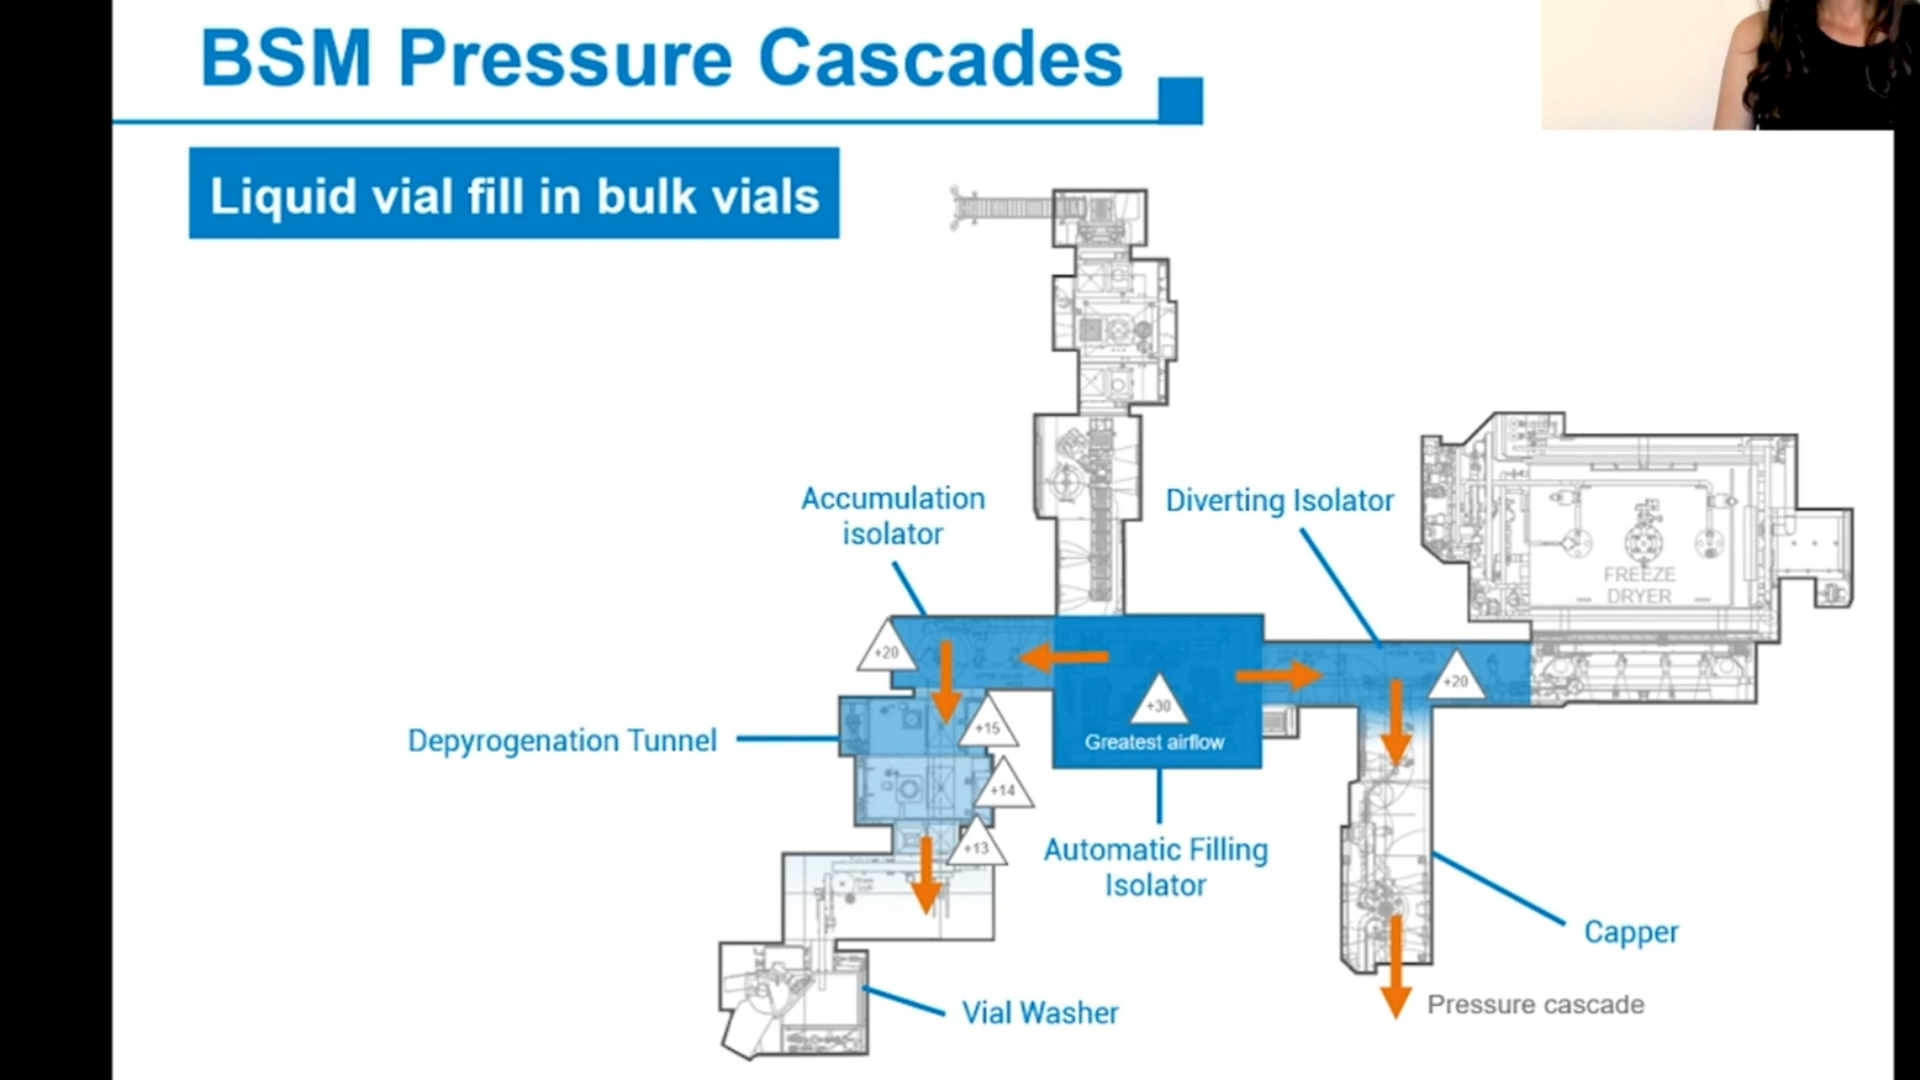 BSM Pressure Cascades
Liquid vial fill in bulk vials
Accumulation
isolator
Diverting Isolator
FREEZE
DRYER
+20
+20
+30
Greatest airflow
+15
Depyrogenation Tunnel
+14
+13
Automatic Filling
Isolator
Capper
Pressure cascade
Vial Washer